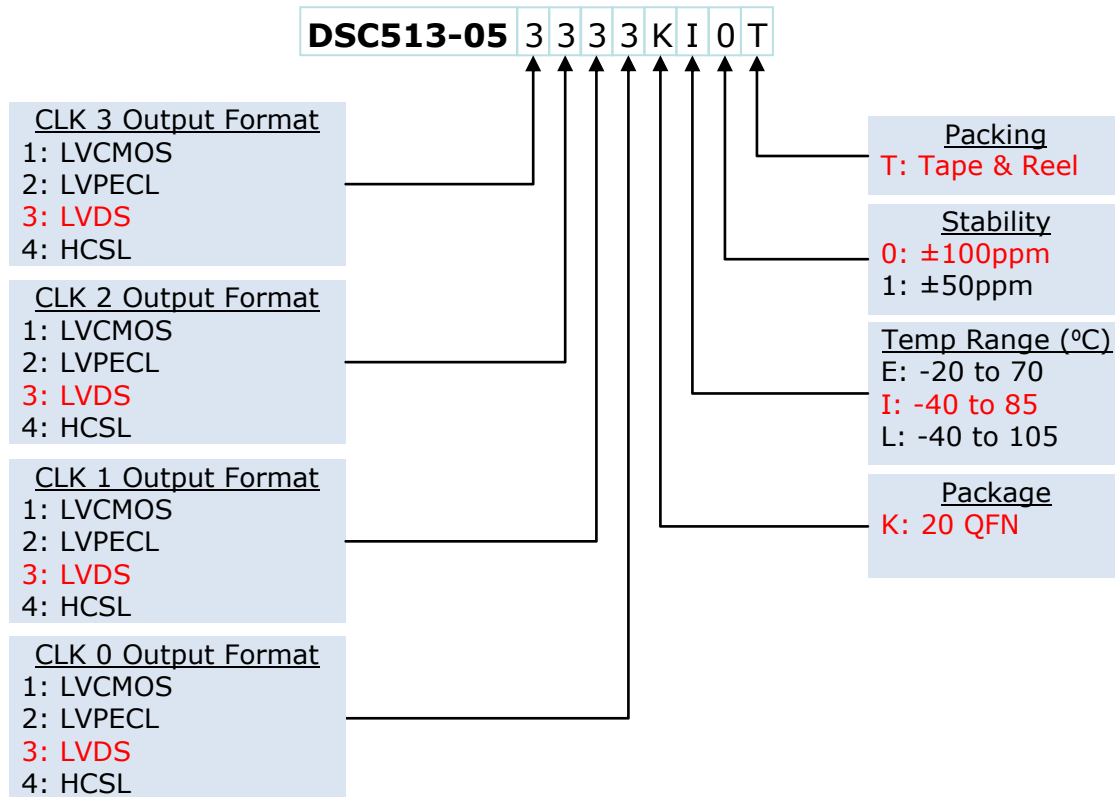 DSC513-05 3 3 3 3 K I 0 T
CLK 3 Output Format
1: LVCMOS
2: LVPECL
3: LVDS
4: HCSL
CLK 2 Output Format
1: LVCMOS
2: LVPECL
3: LVDS
4: HCSL
CLK 1 Output Format
1: LVCMOS
2: LVPECL
3: LVDS
4: HCSL
CLK 0 Output Format
1: LVCMOS
2: LVPECL
3: LVDS
4: HCSL
Packing
T: Tape & Reel
Stability
0: ±100ppm
1: ±50ppm
Temp Range (⁰C)
E: -20 to 70
I: -40 to 85
L: -40 to 105
Package
K: 20 QFN